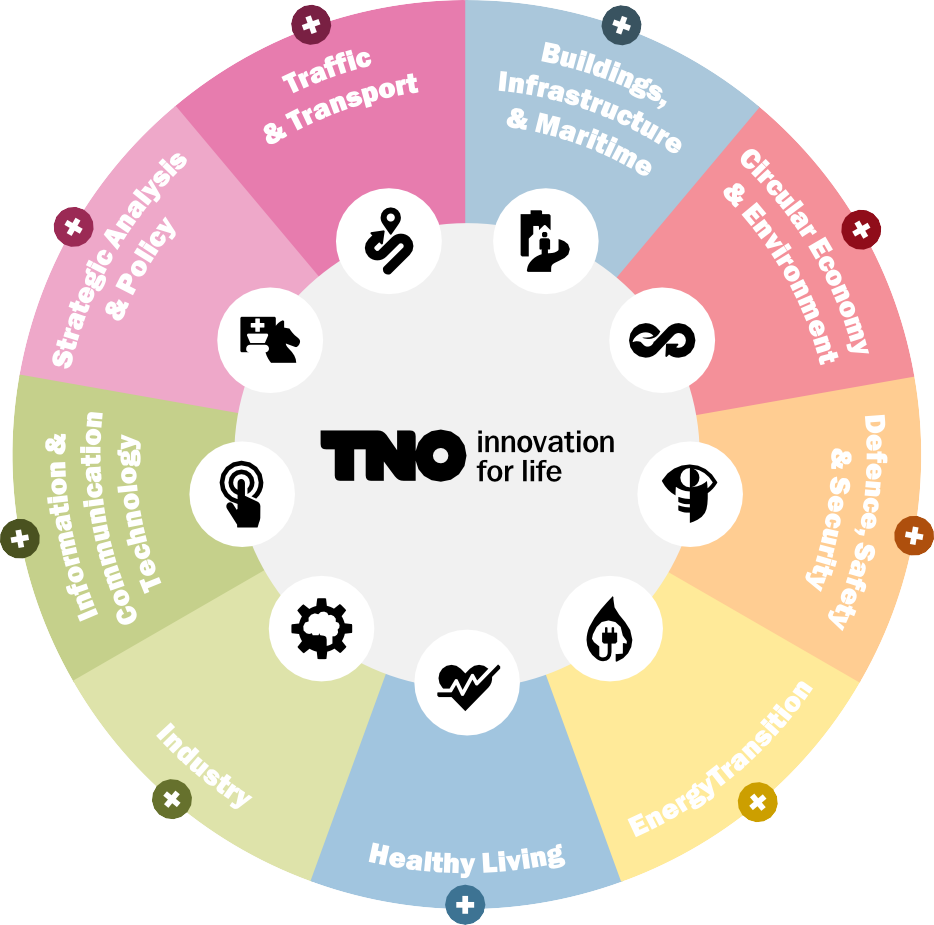 Traffic
& Transport
Buildings,
Infrastructure
& Maritime
Circular Economy
& Environment
Defence, Safety
& Security
EnergyTransition
Healthy Living
Industry
Information &
Communication
Technology
Strategic Analysis
& Policy
TNO
innovation
for life